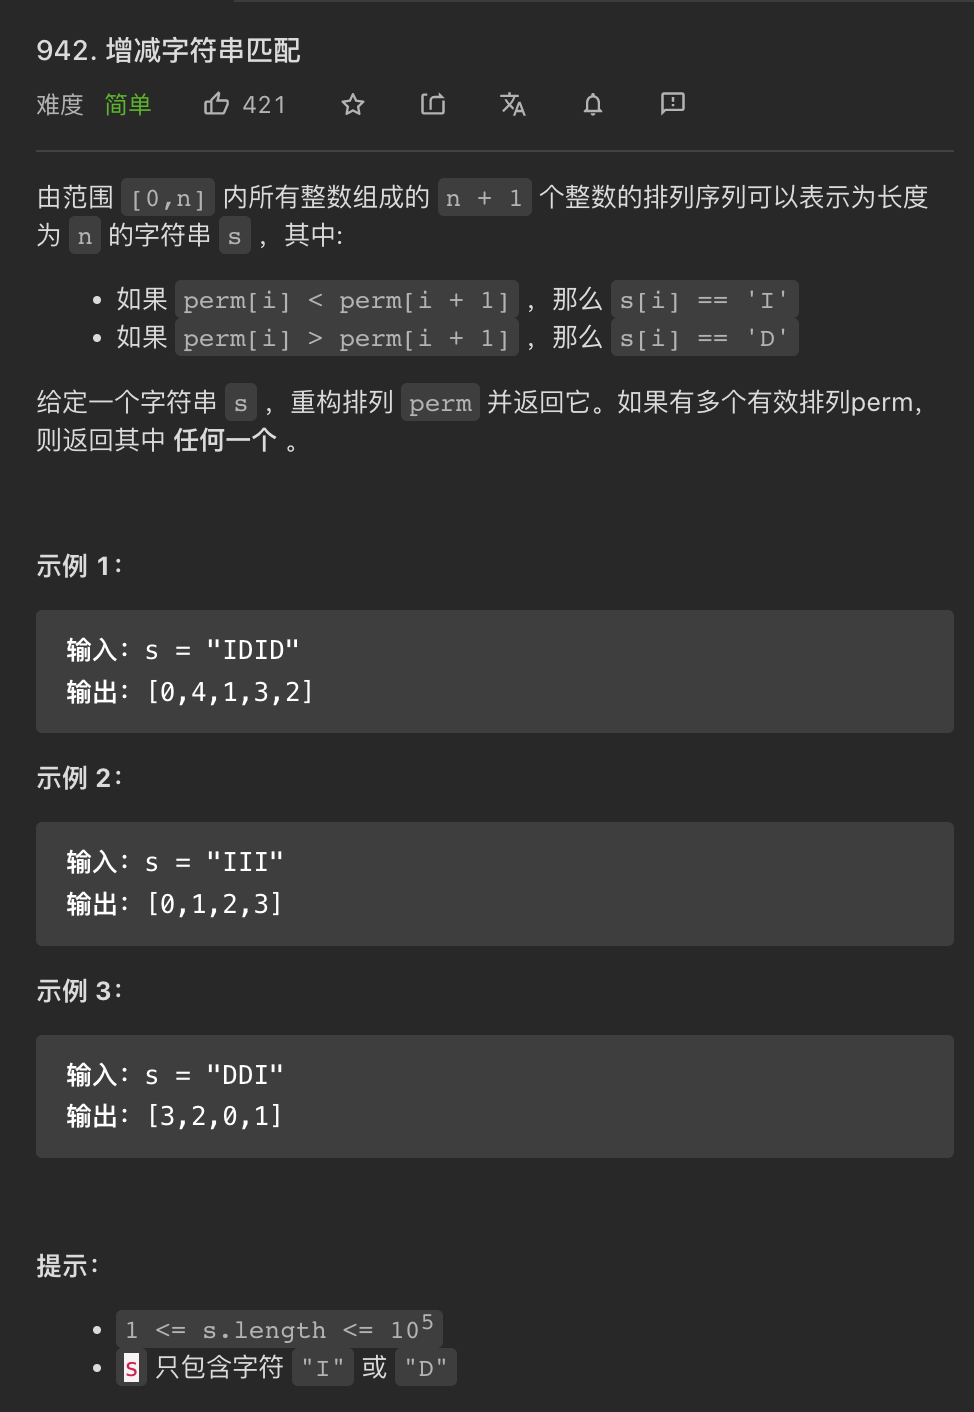 942. 增减字符串匹配
难度 简单 421
由范围 [0,n] 内所有整数组成的 n + 1 个整数的排列序列可以表示为长度
为 n 的字符串 s ，其中:
• 如果 perm[i] < perm[i + 1] ，那么 s[i] == 'I'
• 如果 perm[i] > perm[i + 1] ，那么 s[i] == 'D'
给定一个字符串 s ，重构排列 perm 并返回它。如果有多个有效排列perm，
则返回其中 任何一个 。
示例 1：
输入：s = "IDID"
输出：[0,4,1,3,2]
示例 2：
输入：s = "III"
输出：[0,1,2,3]
示例 3：
输入：s = "DDI"
输出：[3,2,0,1]
提示：
• 1 <= s.length <= 10⁵
• s 只包含字符 "I" 或 "D"